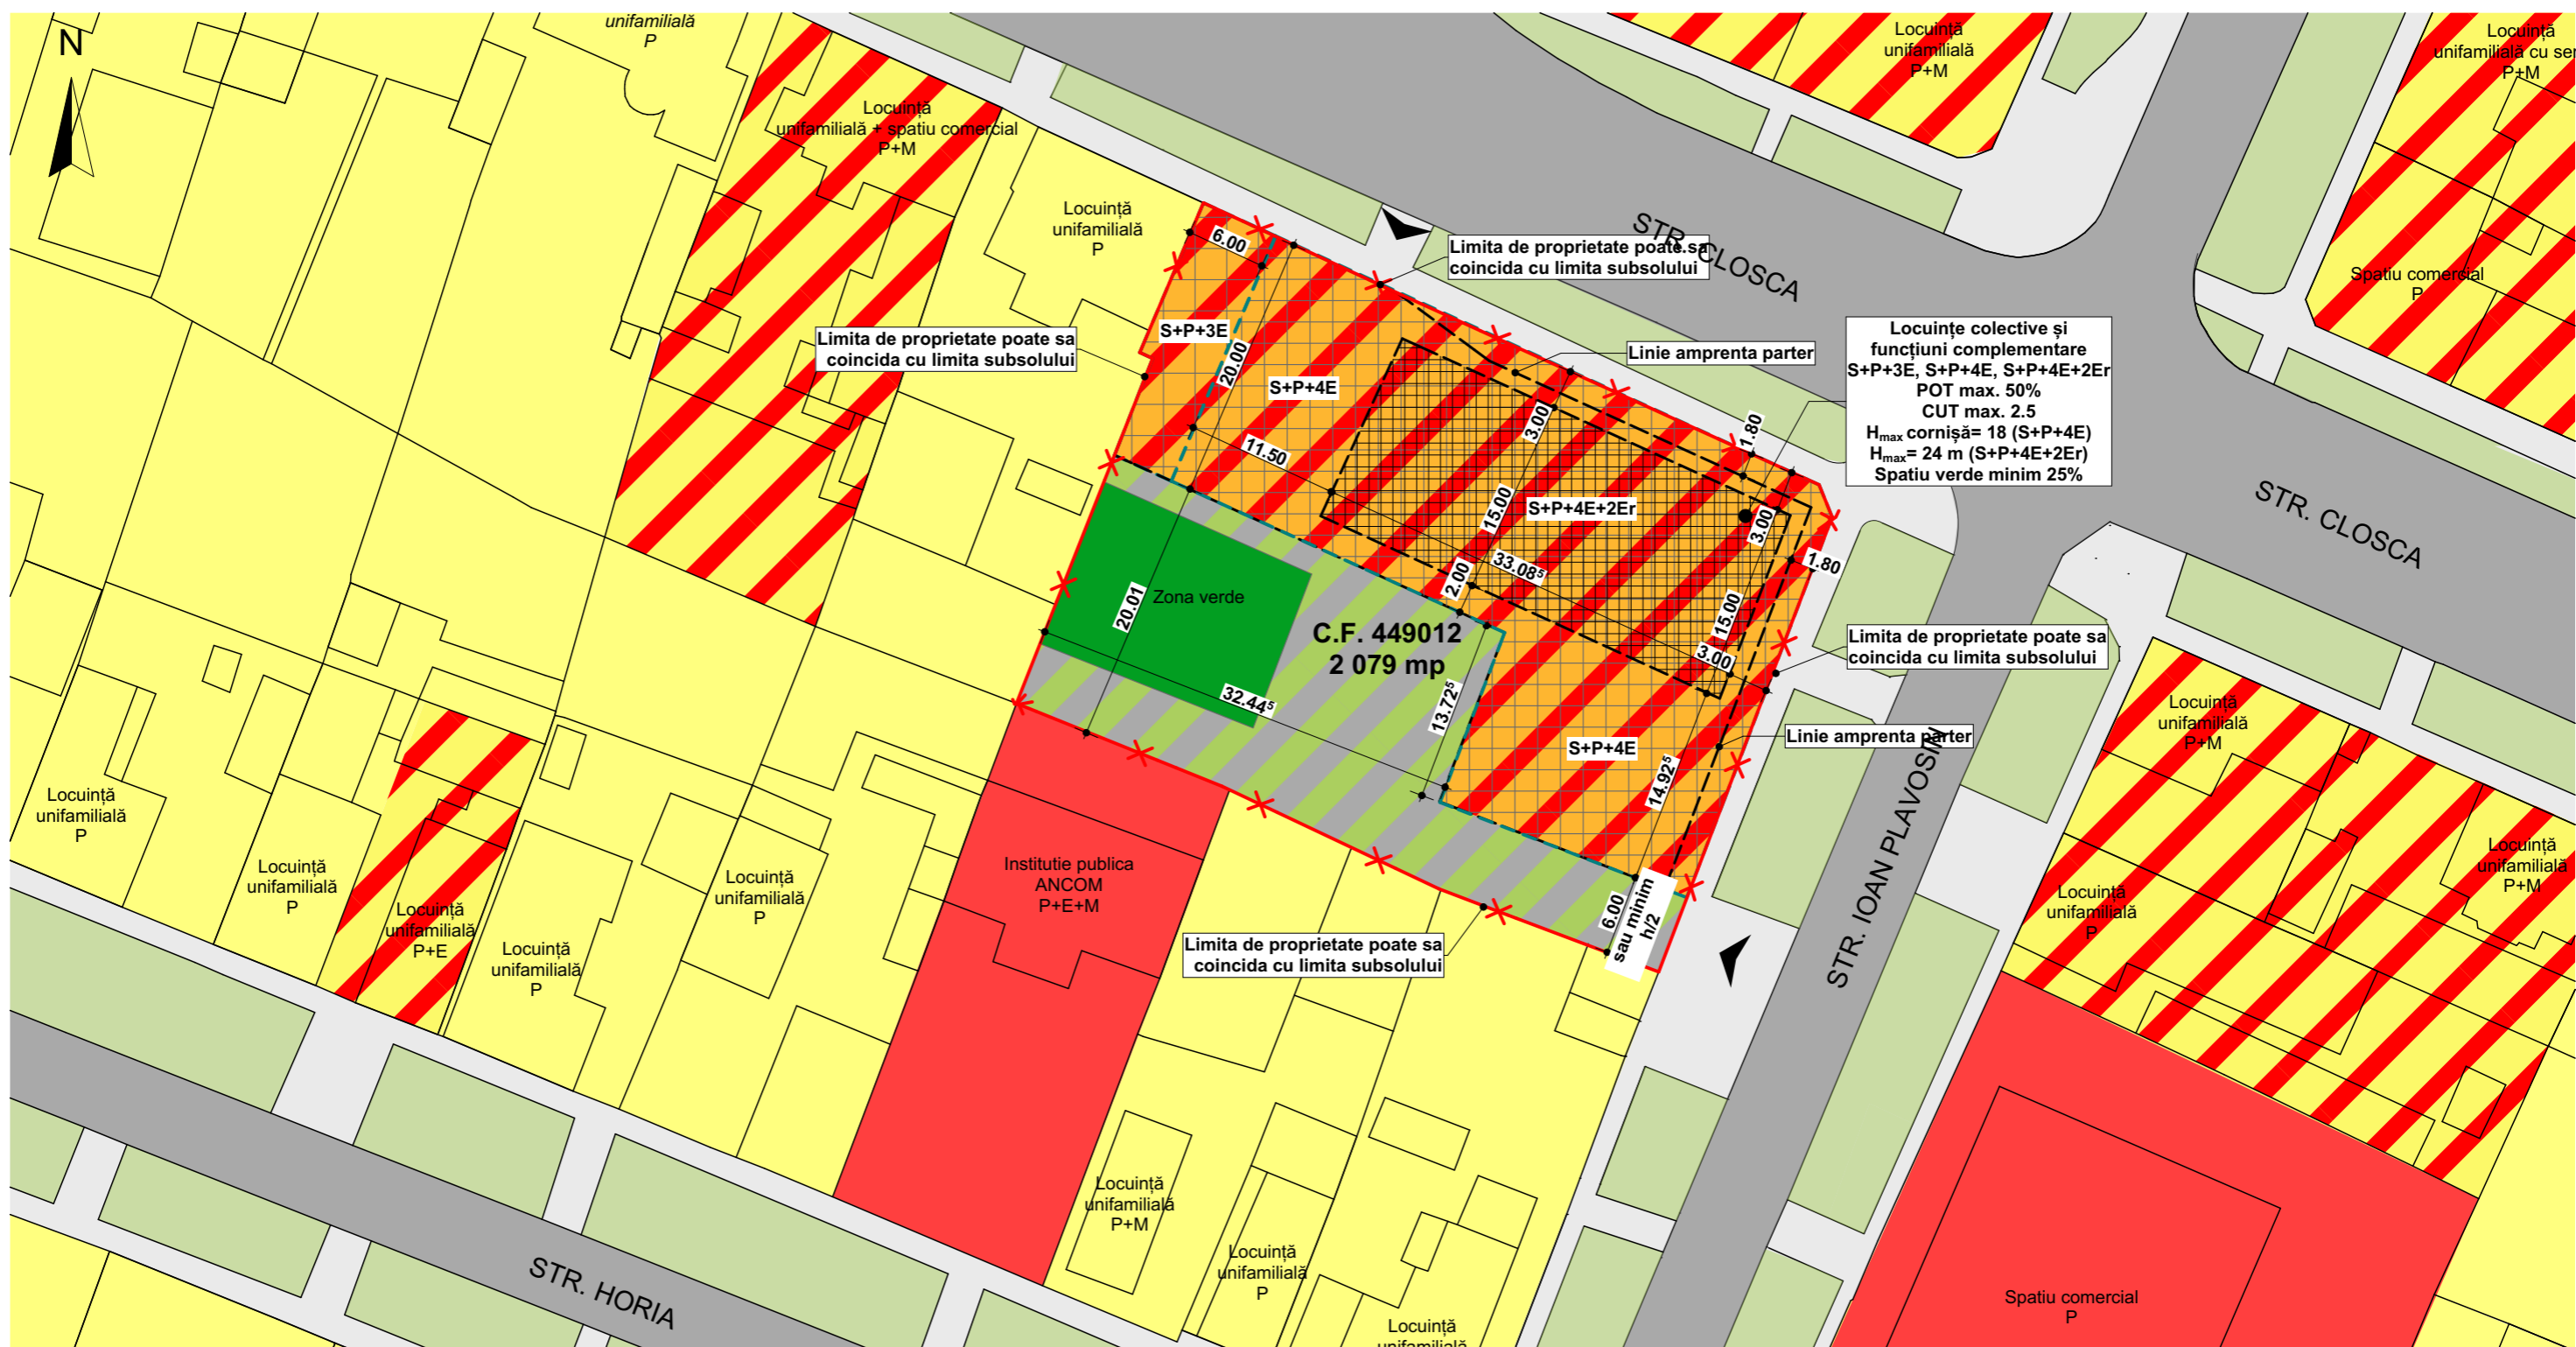 N
unifamilială
P
Locuință
unifamilială + spatiu comercial
P+M
Locuință
unifamilială
P
Locuință
unifamilială
P+M
Locuință
unifamilială cu ser
P+M
STR. CLOSCA
Spatiu comercial
P
Limita de proprietate poate sa
coincida cu limita subsolului
6.00
S+P+3E
20.00
Limita de proprietate poate sa
coincida cu limita subsolului
S+P+4E
Linie amprenta parter
Locuințe colective și
funcțiuni complementare
S+P+3E, S+P+4E, S+P+4E+2Er
POT max. 50%
CUT max. 2.5
Hmax cornișă= 18 (S+P+4E)
Hmax= 24 m (S+P+4E+2Er)
Spatiu verde minim 25%
3.00
1.80
11.50
15.00
S+P+4E+2Er
3.00
STR. CLOSCA
1.80
33.08⁵
2.00
20.01
Zona verde
C.F. 449012
2 079 mp
15.00
3.00
Limita de proprietate poate sa
coincida cu limita subsolului
32.44⁵
13.72⁵
S+P+4E
14.92⁵
Linie amprenta parter
STR. IOAN PLAVOSIN
Locuință
unifamilială
P+M
Locuință
unifamilială
P
Locuință
unifamilială
P+M
Locuință
unifamilială
P
Locuință
unifamilială
P
Locuință
unifamilială
P+E
Locuință
unifamilială
P
Locuință
unifamilială
P
Institutie publica
ANCOM
P+E+M
Limita de proprietate poate sa
coincida cu limita subsolului
6.00
sau minim
h/2
Locuință
unifamilială
P+M
Locuință
unifamilială
P
Locuință
unifamilială
STR. HORIA
Spatiu comercial
P